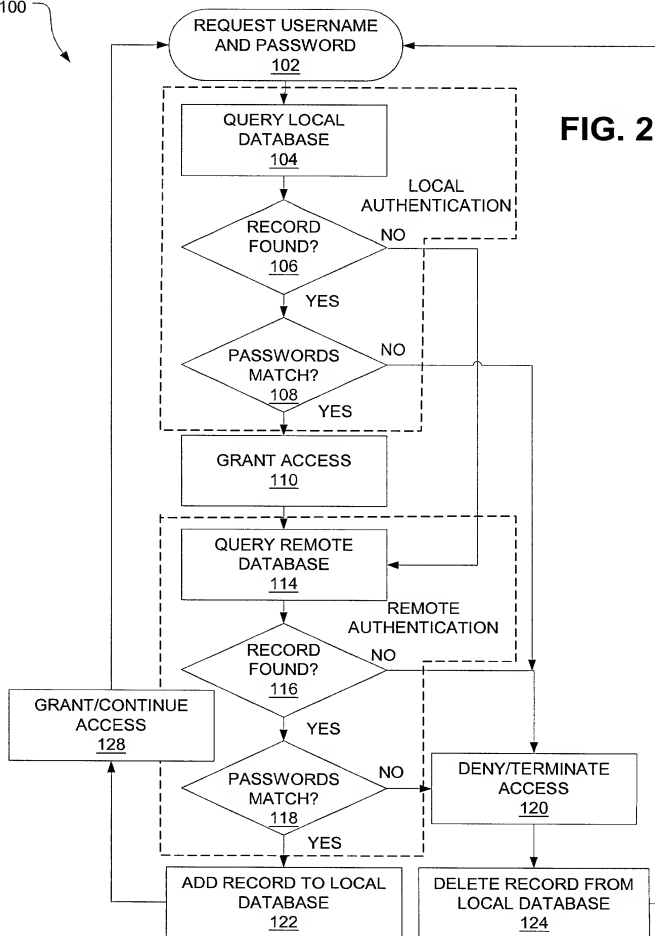 100
REQUEST USERNAME
AND PASSWORD
102
FIG. 2
QUERY LOCAL
DATABASE
104
LOCAL
AUTHENTICATION
RECORD
FOUND?
106
NO
YES
PASSWORDS
MATCH?
108
NO
YES
GRANT ACCESS
110
QUERY REMOTE
DATABASE
114
REMOTE
AUTHENTICATION
RECORD
FOUND?
116
NO
YES
GRANT/CONTINUE
ACCESS
128
PASSWORDS
MATCH?
118
NO
YES
DENY/TERMINATE
ACCESS
120
ADD RECORD TO LOCAL
DATABASE
122
DELETE RECORD FROM
LOCAL DATABASE
124